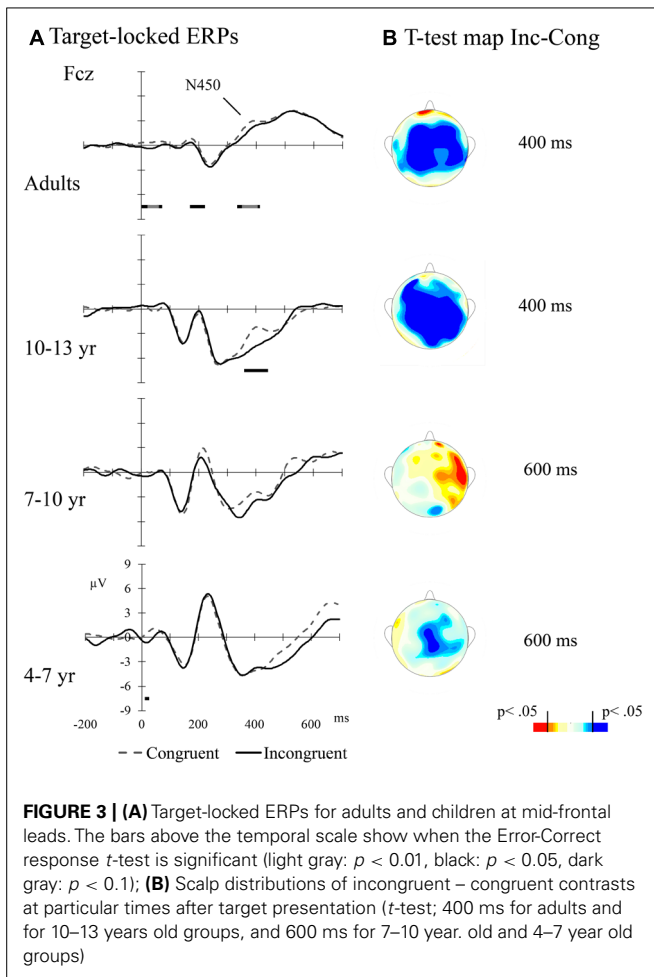 A Target-locked ERPs
B T-test map Inc-Cong
Fcz
N450
400 ms
Adults
400 ms
10-13 yr
600 ms
7-10 yr
9
µV
6
3
0
600 ms
-3
4-7 yr
-6
-9
p< .05 p< .05
-200 0 200 400 600 ms
Congruent Incongruent
FIGURE 3 | (A) Target-locked ERPs for adults and children at mid-frontal
leads. The bars above the temporal scale show when the Error-Correct
response t-test is significant (light gray: p < 0.01, black: p < 0.05, dark
gray: p < 0.1); (B) Scalp distributions of incongruent – congruent contrasts
at particular times after target presentation (t-test; 400 ms for adults and
for 10–13 years old groups, and 600 ms for 7–10 year. old and 4–7 year old
groups)